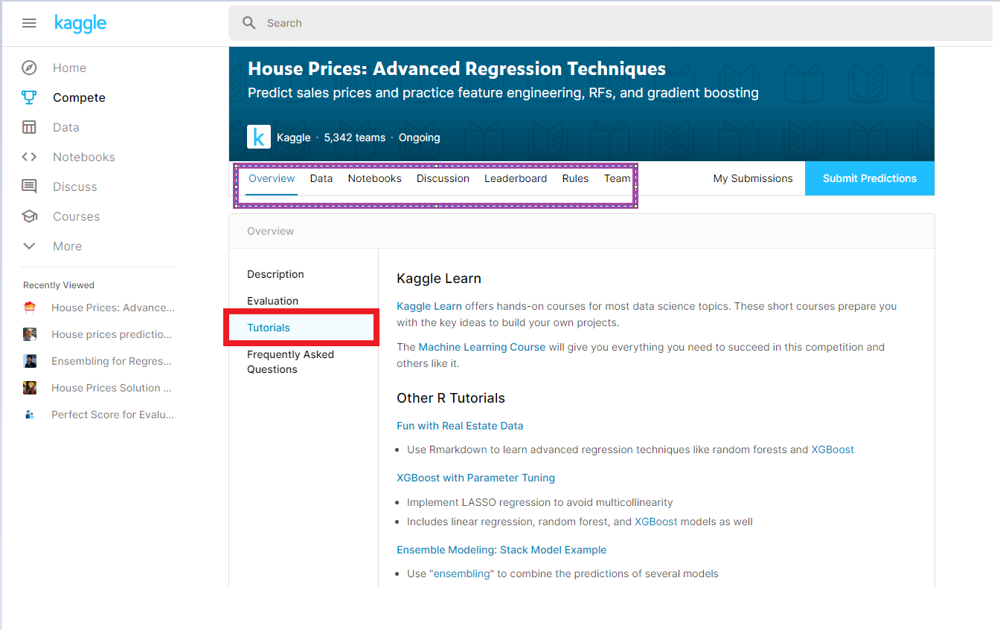 kaggle
Search
Home
Compete
Data
Notebooks
Discuss
Courses
More
Recently Viewed
House Prices: Advance...
House prices predictio...
Ensembling for Regres...
House Prices Solution ...
Perfect Score for Evalu...
House Prices: Advanced Regression Techniques
Predict sales prices and practice feature engineering, RFs, and gradient boosting
k
Kaggle · 5,342 teams · Ongoing
Overview Data Notebooks Discussion Leaderboard Rules Team My Submissions Submit Predictions
Overview
Description
Evaluation
Tutorials
Frequently Asked
Questions
Kaggle Learn
Kaggle Learn offers hands-on courses for most data science topics. These short courses prepare you
with the key ideas to build your own projects.
The Machine Learning Course will give you everything you need to succeed in this competition and
others like it.
Other R Tutorials
Fun with Real Estate Data
• Use Rmarkdown to learn advanced regression techniques like random forests and XGBoost
XGBoost with Parameter Tuning
• Implement LASSO regression to avoid multicollinearity
• Includes linear regression, random forest, and XGBoost models as well
Ensemble Modeling: Stack Model Example
• Use "ensembling" to combine the predictions of several models